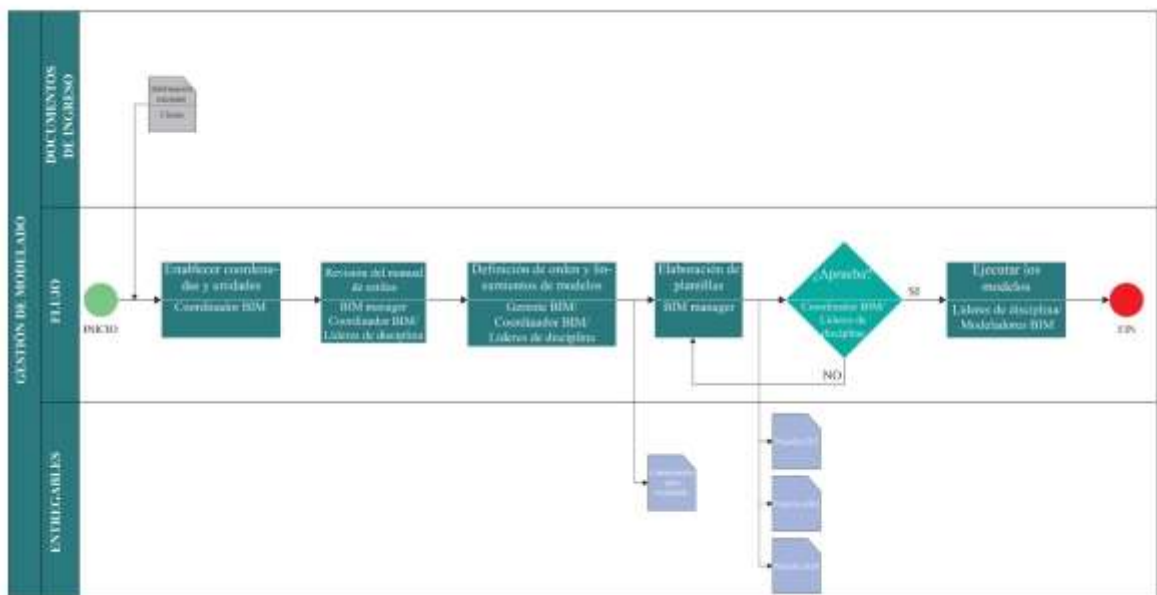 GESTIÓN DE MODELADO
DOCUMENTOS
DE INGRESO
Cliente
FLUJO
INICIO
Establecer coordena-
das y unidades
Coordinador BIM
Revisión del manual
de estilos
BIM manager
Coordinador BIM/
Líderes de disciplina
Definición de orden y lin-
eamientos de modelos
Gerente BIM/
Coordinador BIM/
Líderes de disciplina
Elaboración de
plantillas
BIM manager
¿Aprueba?
Coordinador BIM/
Líderes de
disciplina
SI
NO
Ejecutar los
modelos
Líderes de disciplina/
Modeladores BIM
FIN
ENTREGABLES